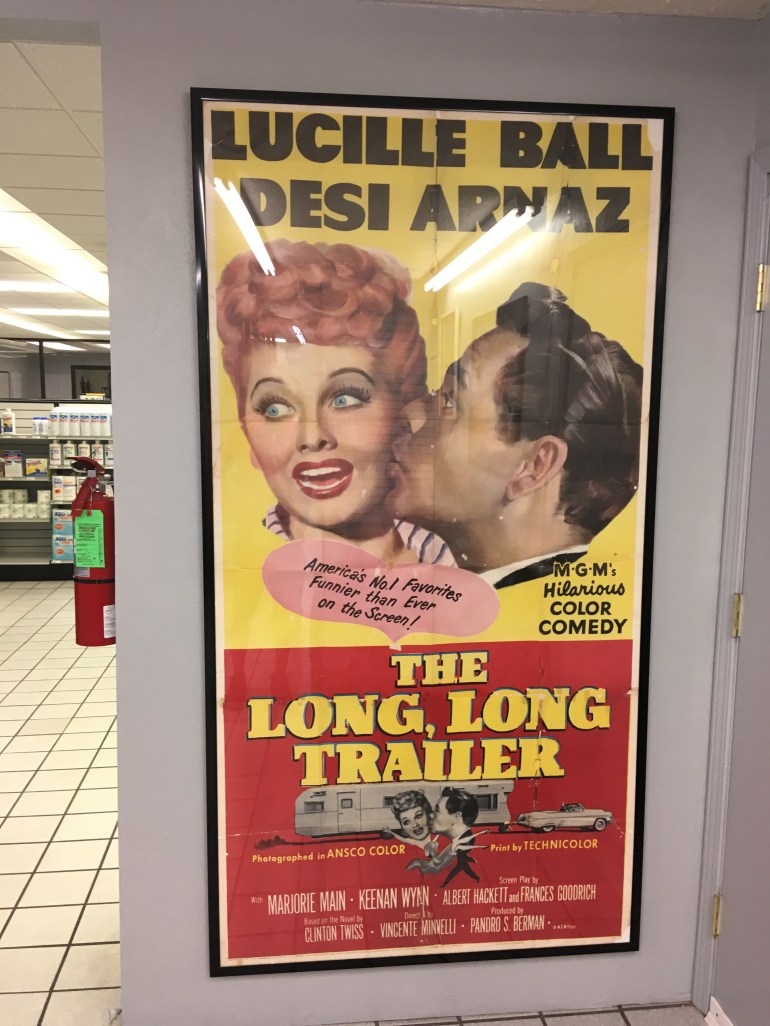 LUCILLE BALL
DESI ARNAZ
America's No.1 Favorites
Funnier than Ever
on the Screen!
M-G-M's
Hilarious
COLOR
COMEDY
THE
LONG, LONG
TRAILER
Photographed in ANSCO COLOR
Print by TECHNICOLOR
With MARJORIE MAIN · KEENAN WYNN · Screen Play by ALBERT HACKETT and FRANCES GOODRICH
Based on the Novel by CLINTON TWISS · Directed by VINCENTE MINNELLI · Produced by PANDRO S. BERMAN ·